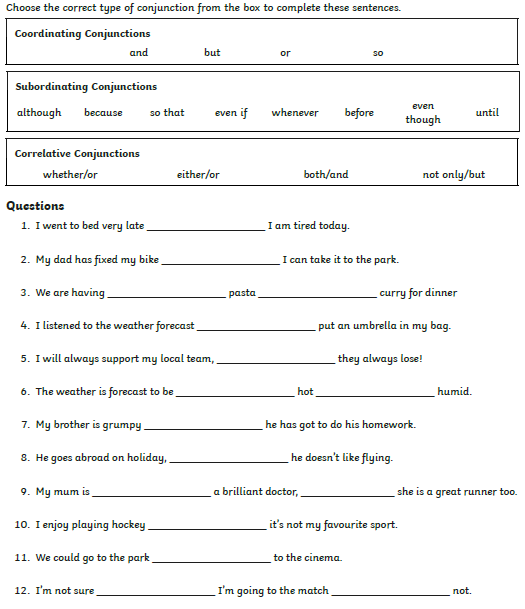 Choose the correct type of conjunction from the box to complete these sentences.
Coordinating Conjunctions
and but or so
Subordinating Conjunctions
although because so that even if whenever before even though until
Correlative Conjunctions
whether/or either/or both/and not only/but
Questions
1. I went to bed very late ____________________ I am tired today.
2. My dad has fixed my bike ____________________ I can take it to the park.
3. We are having ____________________ pasta ____________________ curry for dinner
4. I listened to the weather forecast ____________________ put an umbrella in my bag.
5. I will always support my local team, ____________________ they always lose!
6. The weather is forecast to be ____________________ hot ____________________ humid.
7. My brother is grumpy ____________________ he has got to do his homework.
8. He goes abroad on holiday, ____________________ he doesn't like flying.
9. My mum is ____________________ a brilliant doctor, ________________ she is a great runner too.
10. I enjoy playing hockey ____________________ it's not my favourite sport.
11. We could go to the park ____________________ to the cinema.
12. I'm not sure ____________________ I'm going to the match ____________________ not.